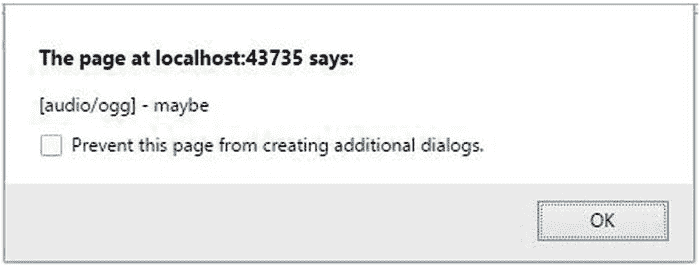 The page at localhost:43735 says:
[audio/ogg] - maybe
Prevent this page from creating additional dialogs.
OK